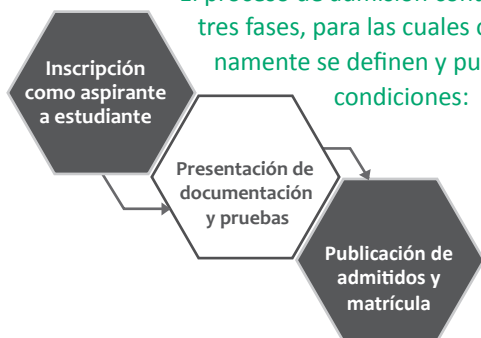 El proceso de admisión
tres fases, para las cuales
namente se definen y
condiciones:
Inscripción
como aspirante
a estudiante
Presentación de
documentación
y pruebas
Publicación de
admitidos y
matrícula